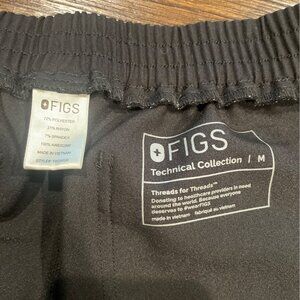 FIGS
72% POLYESTER
21% RAYON
7% SPANDEX
100% AWESOME
MADE IN VIETNAM
FIGS
Technical Collection / M
Threads for Threads™
Donating to healthcare providers in need
around the world. Because everyone
deserves to #wearFIGS
made in vietnam fabriqué au vietnam